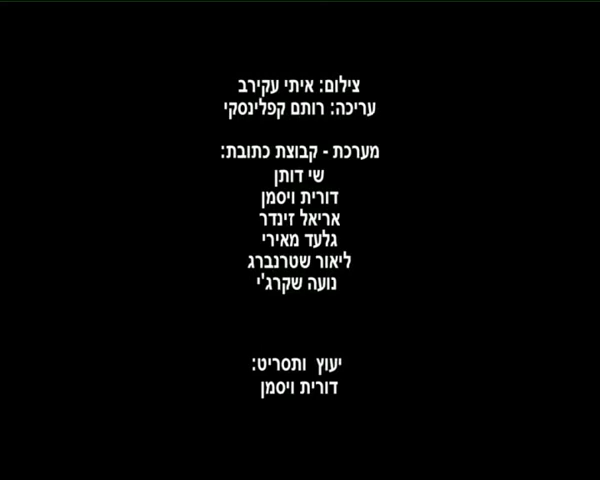 צילום: איתי עקירב
עריכה: רותם קפלינסקי
מערכת - קבוצת כתובת:
שי דותן
דורית ויסמן
אריאל זינדר
גלעד מאירי
ליאור שטרנברג
נועה שקרג'י
יעוץ ותסריט:
דורית ויסמן